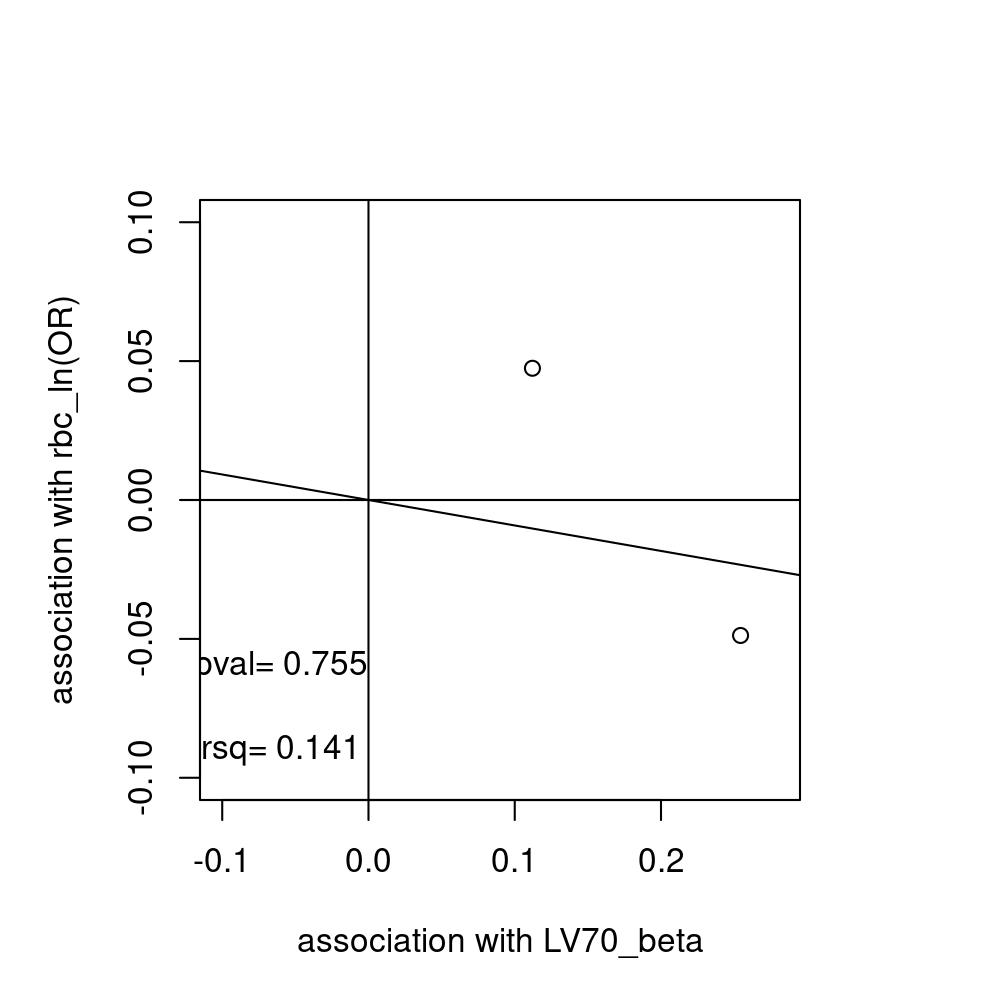 association with rbc_ln(OR)
0.10
0.05
0.00
-0.05
-0.10
pval= 0.755
rsq= 0.141
-0.1 0.0 0.1 0.2
association with LV70_beta